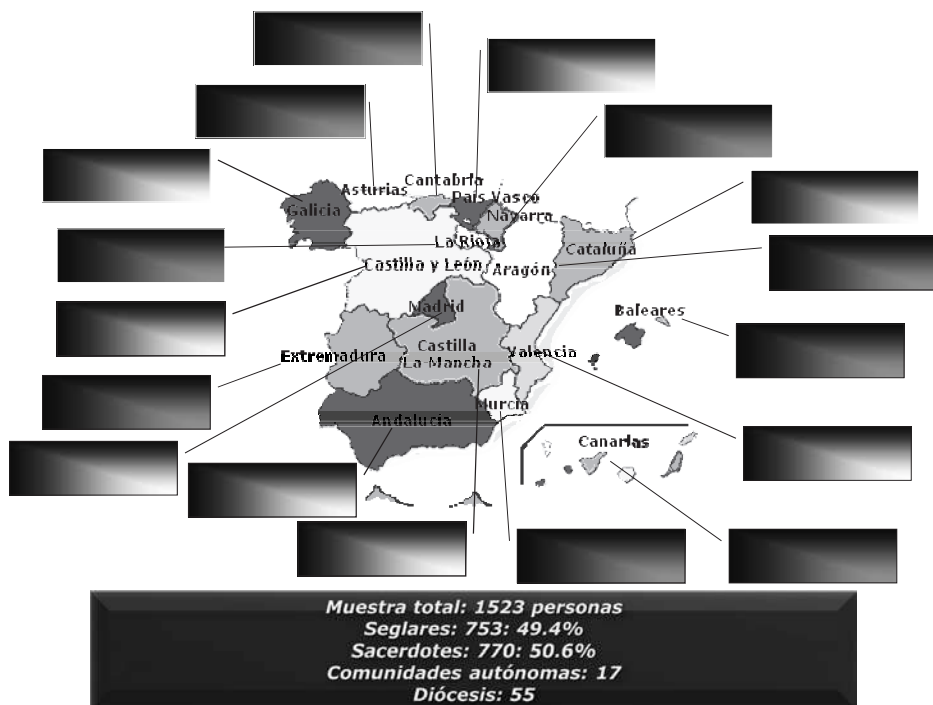 Cantabria
Asturias
País Vasco
Galicia
Navarra
La Rioja
Cataluña
Castilla y León
Aragón
Madrid
Baleares
Castilla
La-Mancha
Extremadura
Valencia
Murcia
Andalucía
Canarias
Muestra total: 1523 personas
Seglares: 753: 49.4%
Sacerdotes: 770: 50.6%
Comunidades autónomas: 17
Diócesis: 55